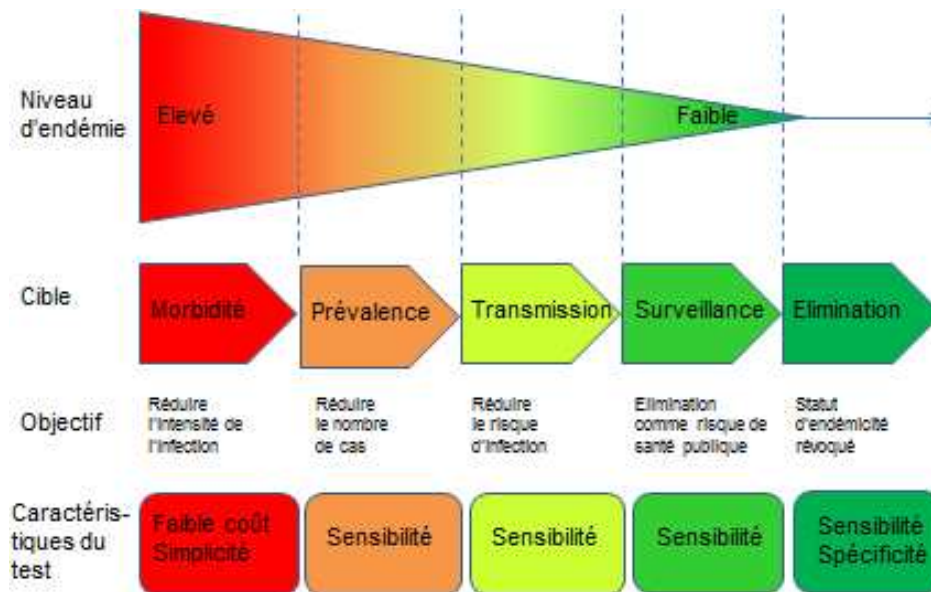 Niveau
d'endémie
Elevé
Faible
Cible
Morbidité
Prévalence
Transmission
Surveillance
Elimination
Objectif
Réduire
l'intensité de
l'infection
Réduire
le nombre
de cas
Réduire
le risque
d'infection
Elimination
comme risque de
santé publique
Statut
d'endémicité
révoqué
Caractéris-
tiques du
test
Faible coût
Simplicité
Sensibilité
Sensibilité
Sensibilité
Sensibilité
Spécificité